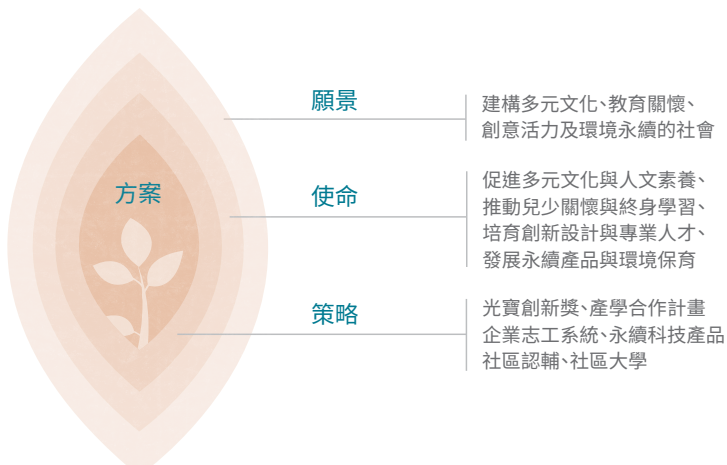 方案
願景
建構多元文化、教育關懷、
創意活力及環境永續的社會
使命
促進多元文化與人文素養、
推動兒少關懷與終身學習、
培育創新設計與專業人才、
發展永續產品與環境保育
策略
光寶創新獎、產學合作計畫
企業志工系統、永續科技產品
社區認輔、社區大學